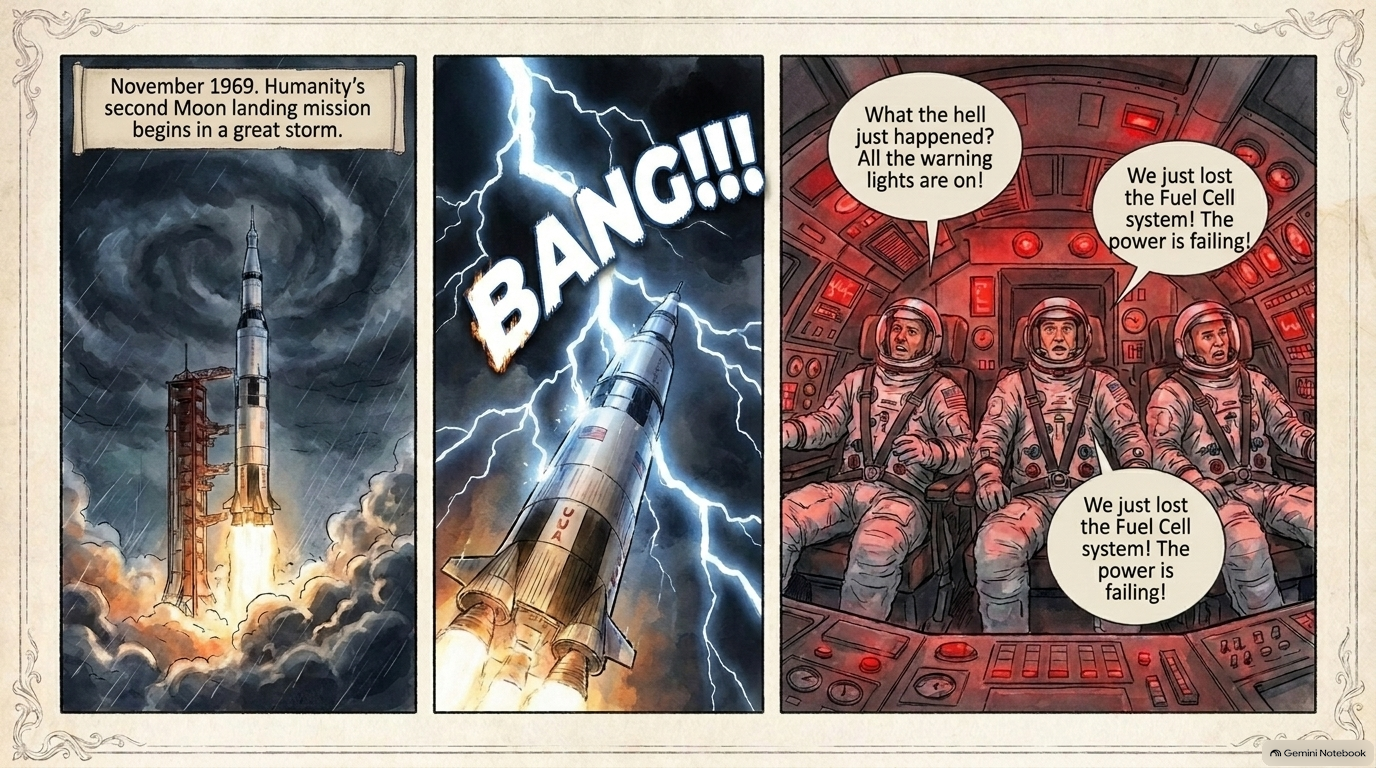 November 1969. Humanity's
second Moon landing mission
begins in a great storm.
BANG!!!
UUA
What the hell
just happened?
All the warning
lights are on!
We just lost
the Fuel Cell
system! The
power is failing!
We just lost
the Fuel Cell
system! The
power is
failing!
Gemini Notebook